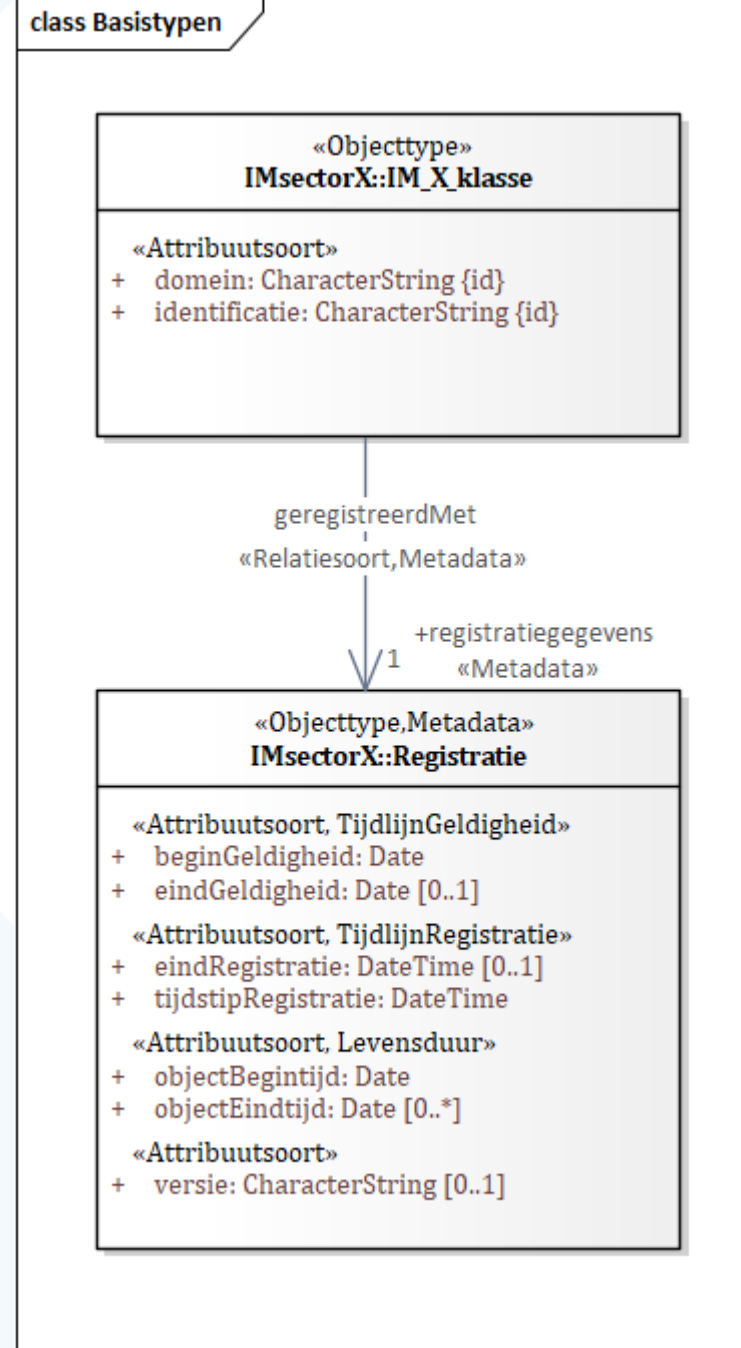 class Basistypen
«Objecttype»
IMsectorX::IM_X_klasse
«Attribuutsoort»
+ domein: CharacterString {id}
+ identificatie: CharacterString {id}
geregistreerdMet
«Relatiesoort,Metadata»
+registratiegegevens
1 «Metadata»
«Objecttype,Metadata»
IMsectorX::Registratie
«Attribuutsoort, TijdlijnGeldigheid»
+ beginGeldigheid: Date
+ eindGeldigheid: Date [0..1]
«Attribuutsoort, TijdlijnRegistratie»
+ eindRegistratie: DateTime [0..1]
+ tijdstipRegistratie: DateTime
«Attribuutsoort, Levensduur»
+ objectBegintijd: Date
+ objectEindtijd: Date [0..*]
«Attribuutsoort»
+ versie: CharacterString [0..1]